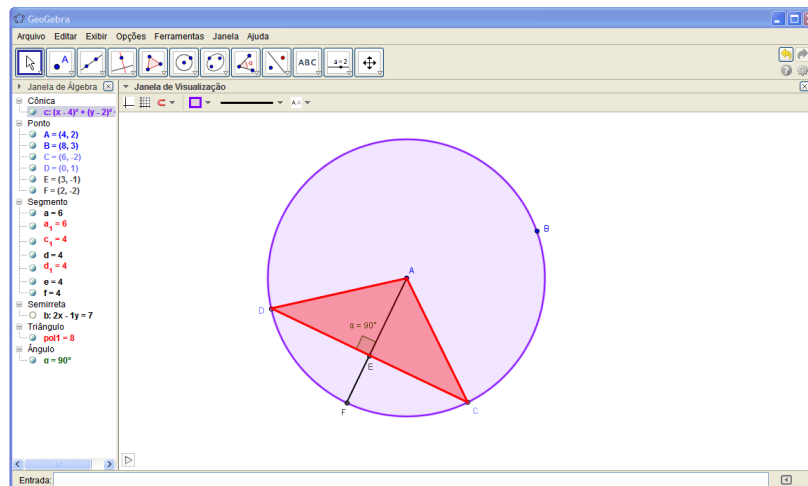 GeoGebra
Arquivo Editar Exibir Opções Ferramentas Janela Ajuda
A
ABC
a=2
Janela de Álgebra
Janela de Visualização
Cônica
c: (x - 4)² + (y - 2)²
Ponto
A = (4, 2)
B = (8, 3)
C = (6, -2)
D = (0, 1)
E = (3, -1)
F = (2, -2)
Segmento
a = 6
a₁ = 6
c₁ = 4
d = 4
d₁ = 4
e = 4
f = 4
Semirreta
b: 2x - 1y = 7
Triângulo
pol1 = 8
Ângulo
α = 90°
B
A
D
α = 90°
E
F
C
Entrada: